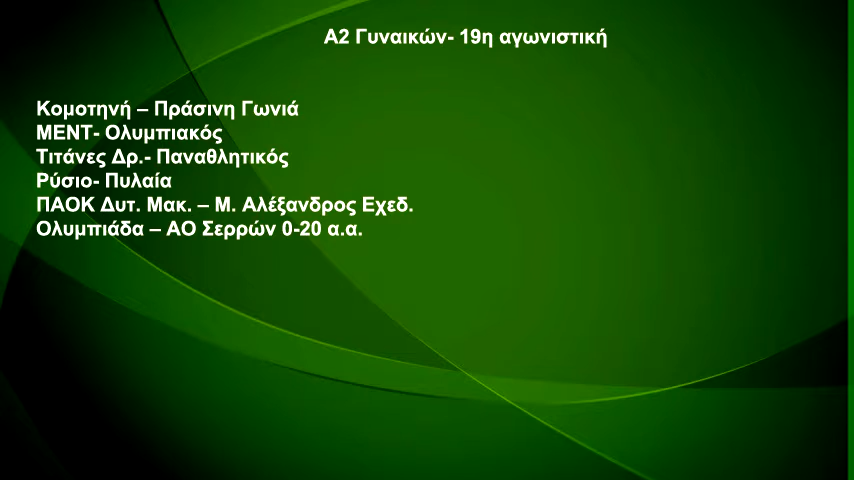 Α2 Γυναικών- 19η αγωνιστική
Κομοτηνή – Πράσινη Γωνιά
ΜΕΝΤ- Ολυμπιακός
Τιτάνες Δρ.- Παναθλητικός
Ρύσιο- Πυλαία
ΠΑΟΚ Δυτ. Μακ. – Μ. Αλέξανδρος Εχεδ.
Ολυμπιάδα – ΑΟ Σερρών 0-20 α.α.